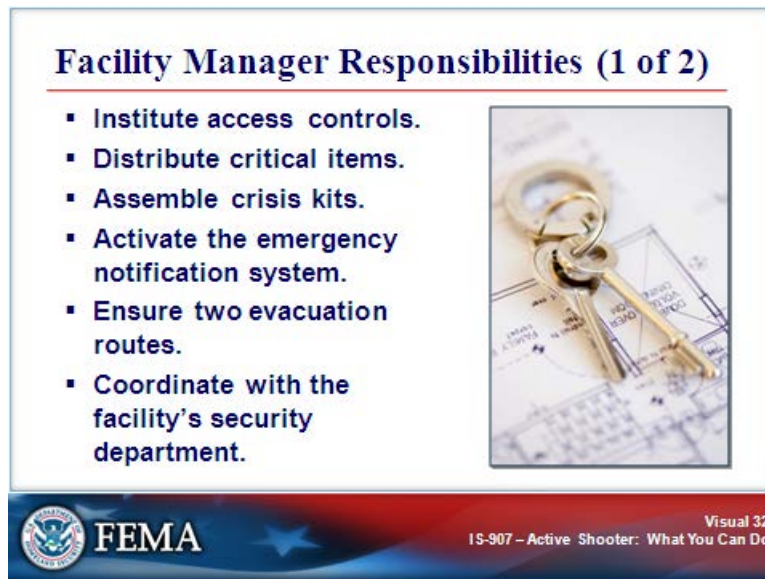 Facility Manager Responsibilities (1 of 2)
▪ Institute access controls.
▪ Distribute critical items.
▪ Assemble crisis kits.
▪ Activate the emergency
notification system.
▪ Ensure two evacuation
routes.
▪ Coordinate with the
facility's security
department.
FEMA
Visual 32
IS-907 – Active Shooter: What You Can Do